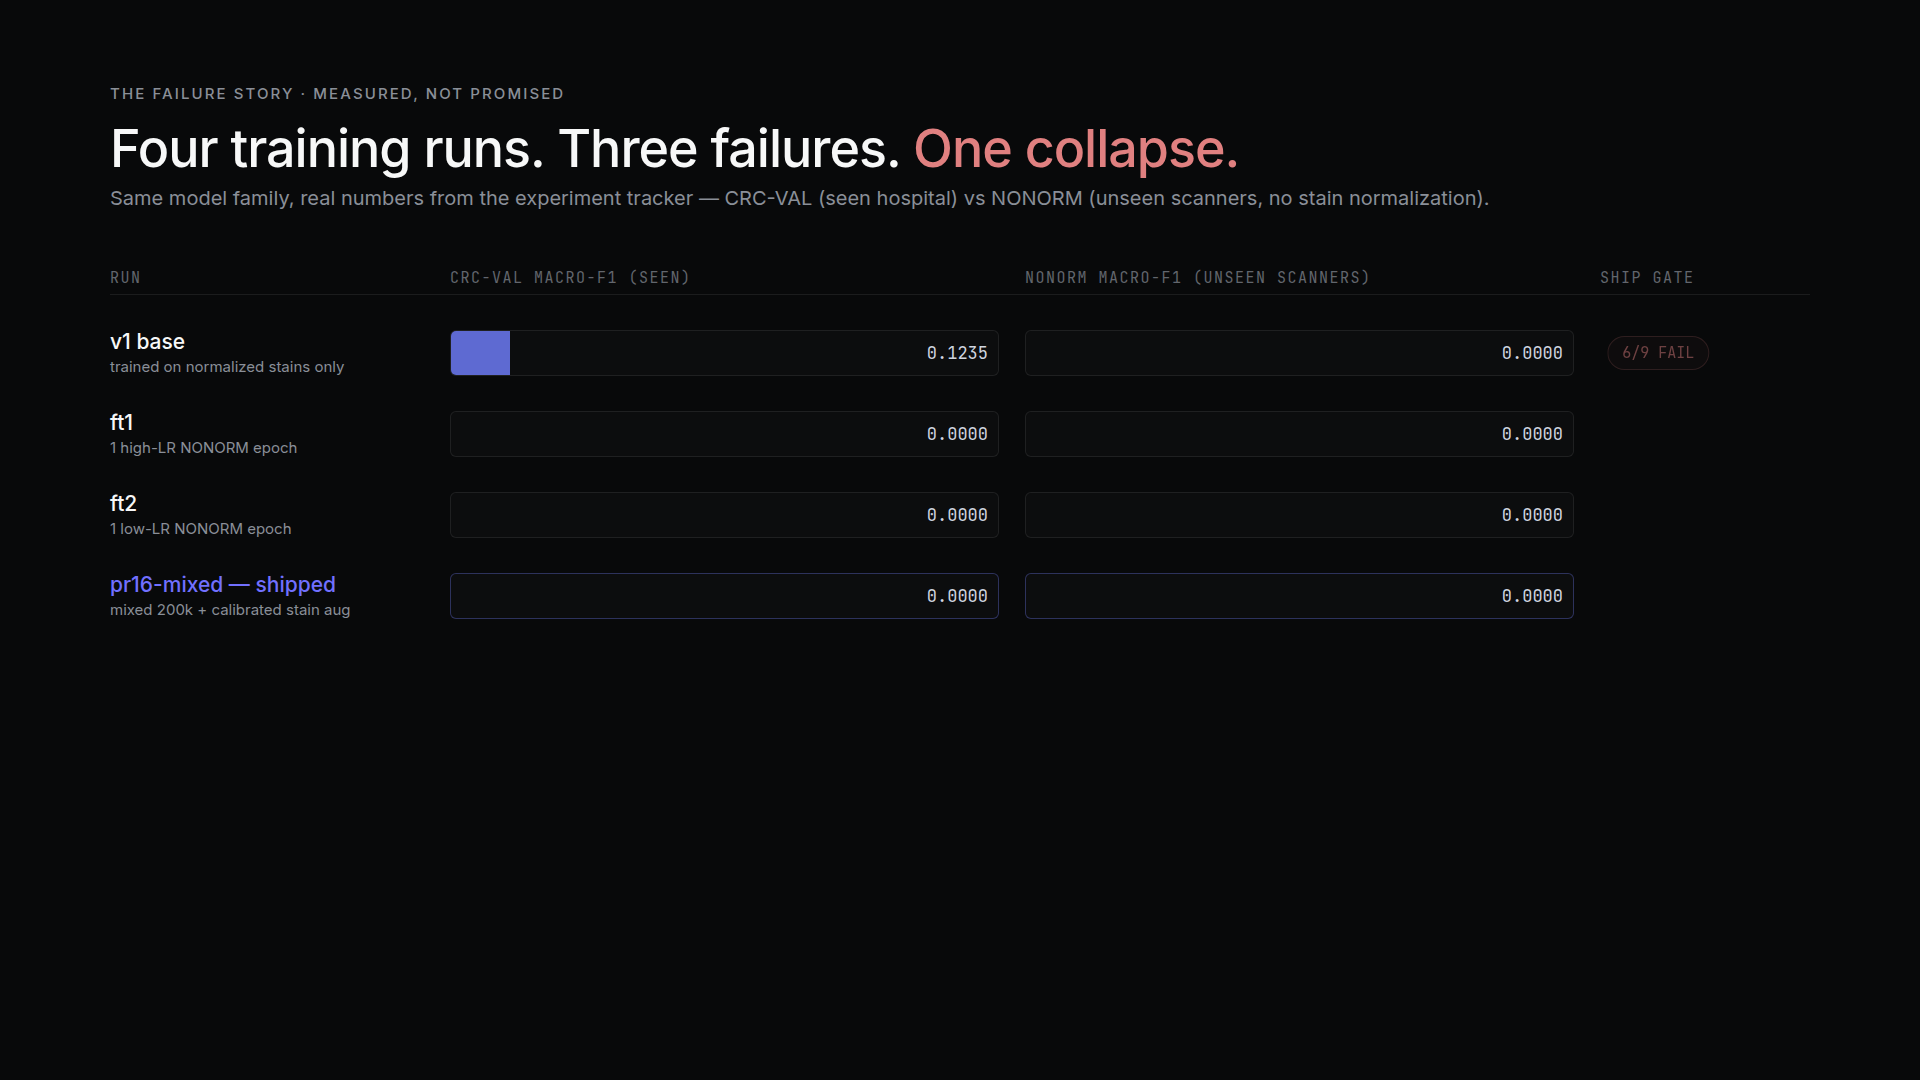 THE FAILURE STORY · MEASURED, NOT PROMISED
Four training runs. Three failures. One collapse.
Same model family, real numbers from the experiment tracker — CRC-VAL (seen hospital) vs NONORM (unseen scanners, no stain normalization).
RUN CRC-VAL MACRO-F1 (SEEN) NONORM MACRO-F1 (UNSEEN SCANNERS) SHIP GATE
v1 base
trained on normalized stains only
0.1235 0.0000 6/9 FAIL
ft1
1 high-LR NONORM epoch
0.0000 0.0000
ft2
1 low-LR NONORM epoch
0.0000 0.0000
pr16-mixed — shipped
mixed 200k + calibrated stain aug
0.0000 0.0000